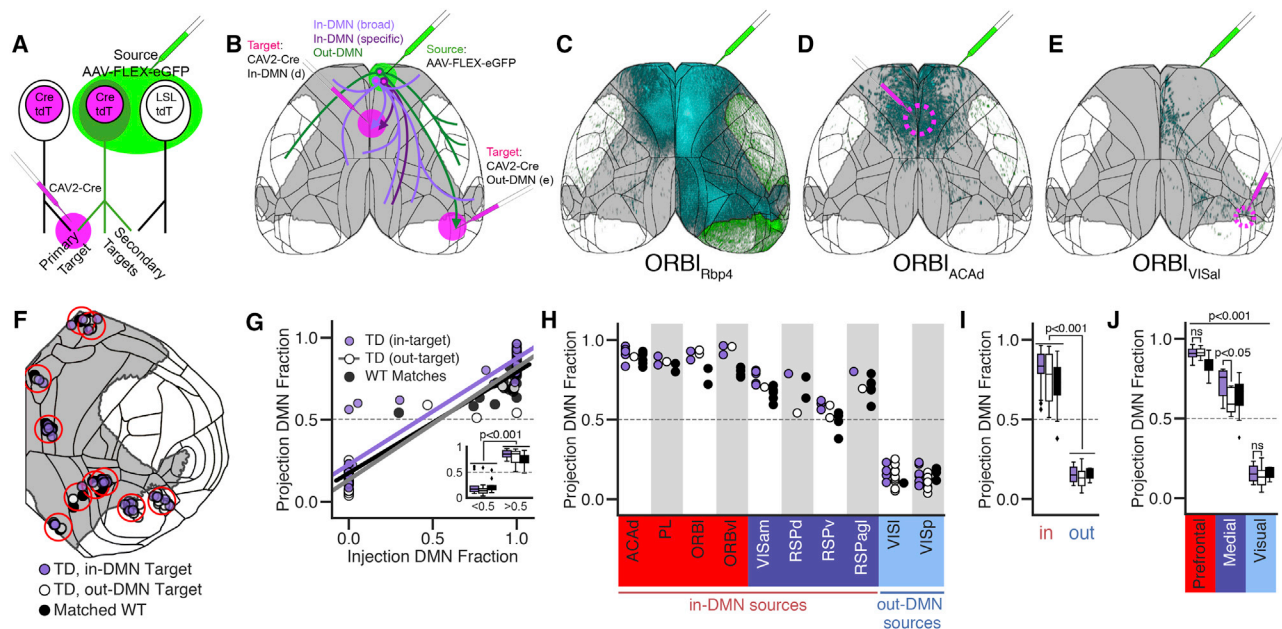 A
Source
AAV-FLEX-eGFP
Cre
tdT
Cre
tdT
LSL
tdT
CAV2-Cre
Primary
Target
Secondary
Targets
B
In-DMN (broad)
In-DMN (specific)
Out-DMN
Target:
CAV2-Cre
In-DMN (d)
Source:
AAV-FLEX-eGFP
Target:
CAV2-Cre
Out-DMN (e)
C
ORBl Rbp4
D
ORBl ACAd
E
ORBl VISal
F
TD, in-DMN Target
TD, out-DMN Target
Matched WT
G
Projection DMN Fraction
1.0
0.5
0.0
TD (in-target)
TD (out-target)
WT Matches
p<0.001
1
0.5
0
<0.5
>0.5
0.0
0.5
1.0
Injection DMN Fraction
H
Projection DMN Fraction
1.0
0.5
0.0
ACAd
PL
ORBl
ORBvl
VISam
RSPd
RSPv
RSPagl
VISl
VISp
in-DMN sources
out-DMN
sources
I
Projection DMN Fraction
p<0.001
1.0
0.5
0.0
in
out
J
Projection DMN Fraction
p<0.001
ns
p<0.05
ns
1.0
0.5
0.0
Prefrontal
Medial
Visual